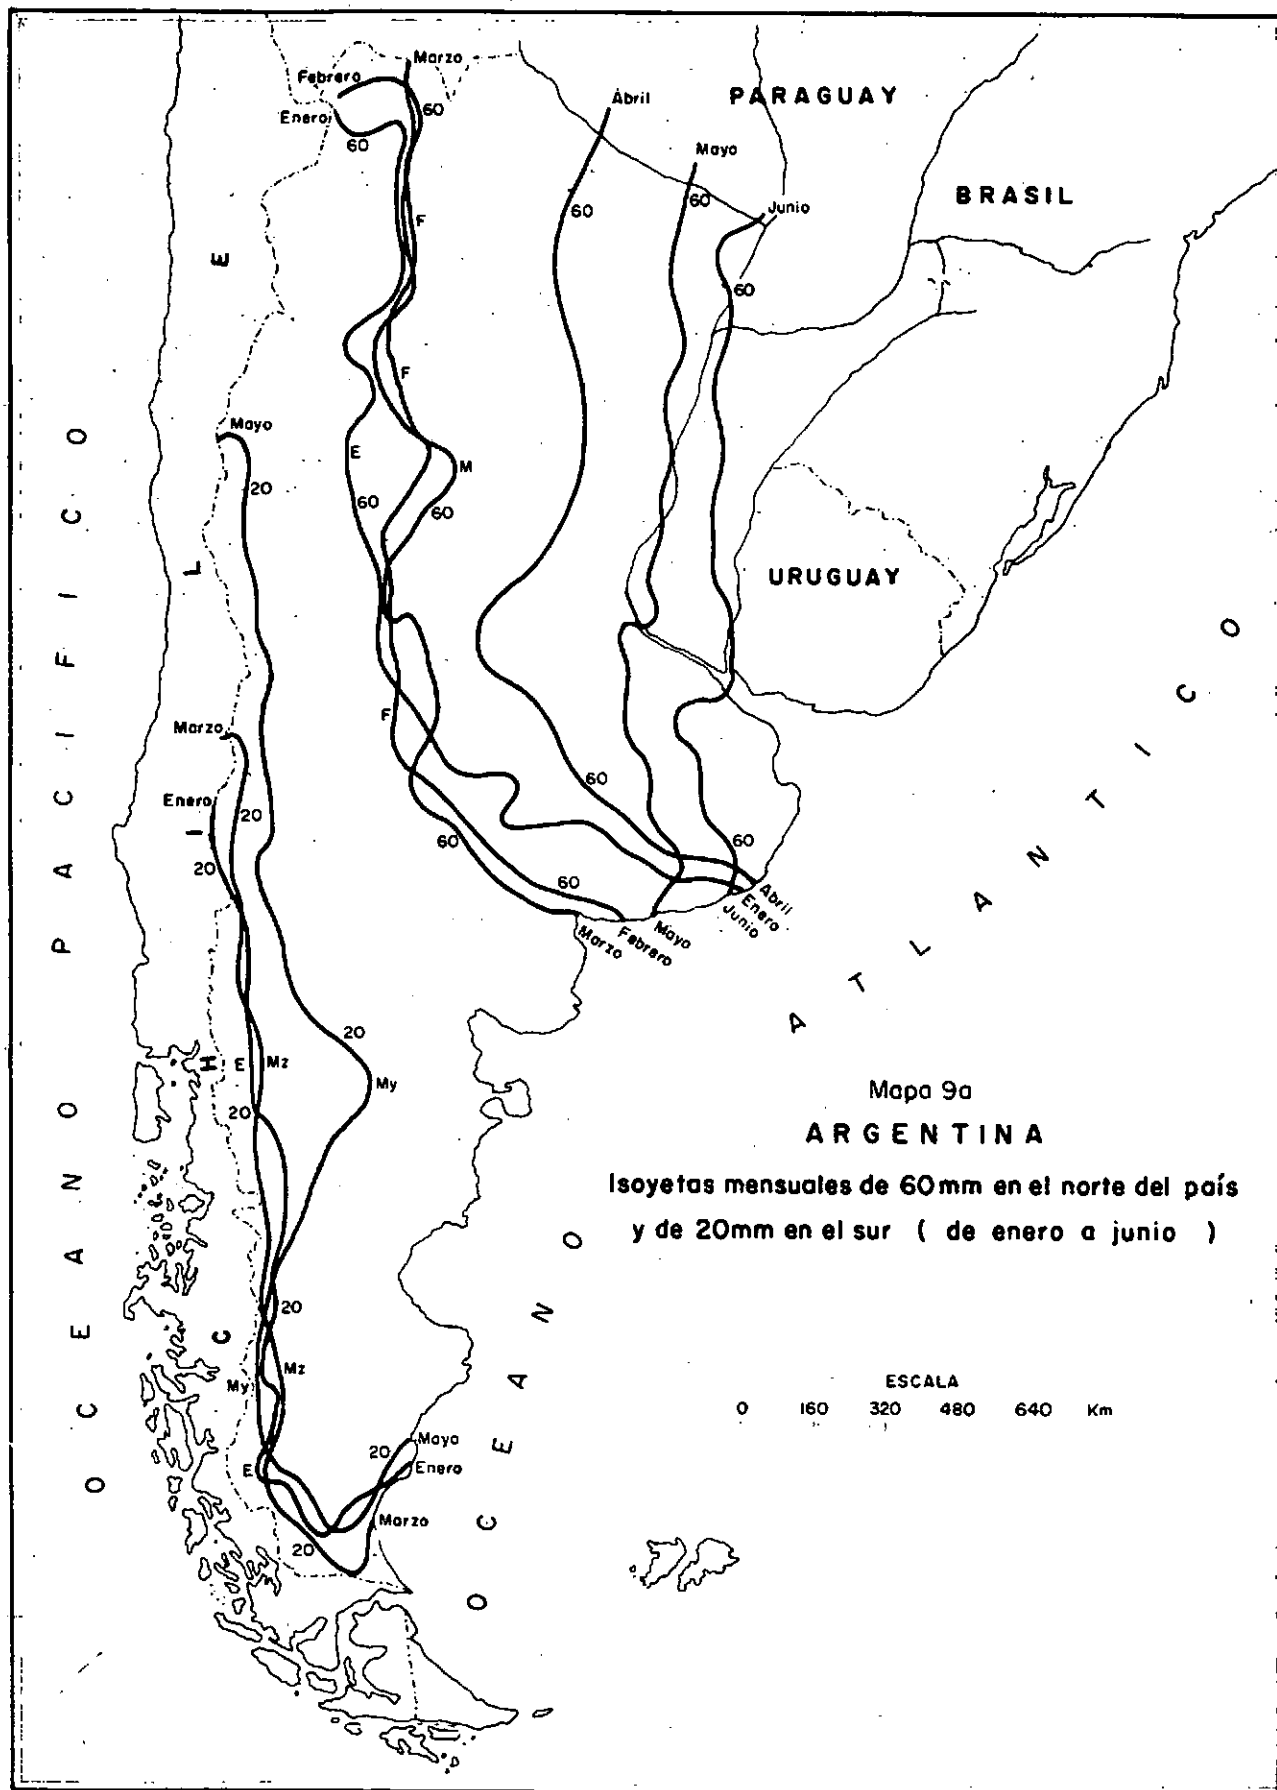 Marzo
Febrero
Enero
60
60
Abril
PARAGUAY
Mayo
60
60
Junio
BRASIL
F
60
F
Mayo
20
E
M
60
60
URUGUAY
Marzo
F
Enero
20
20
60
60
60
60
Abril
Enero
Junio
Mayo
Febrero
Marzo
20
E
Mz
My
20
20
Mz
My
E
20
Mayo
Enero
Marzo
20
CHILE
OCEANO PACIFICO
OCEANO ATLANTICO
Mapa 9a
ARGENTINA
Isoyetas mensuales de 60mm en el norte del país
y de 20mm en el sur ( de enero a junio )
ESCALA
0 160 320 480 640 Km